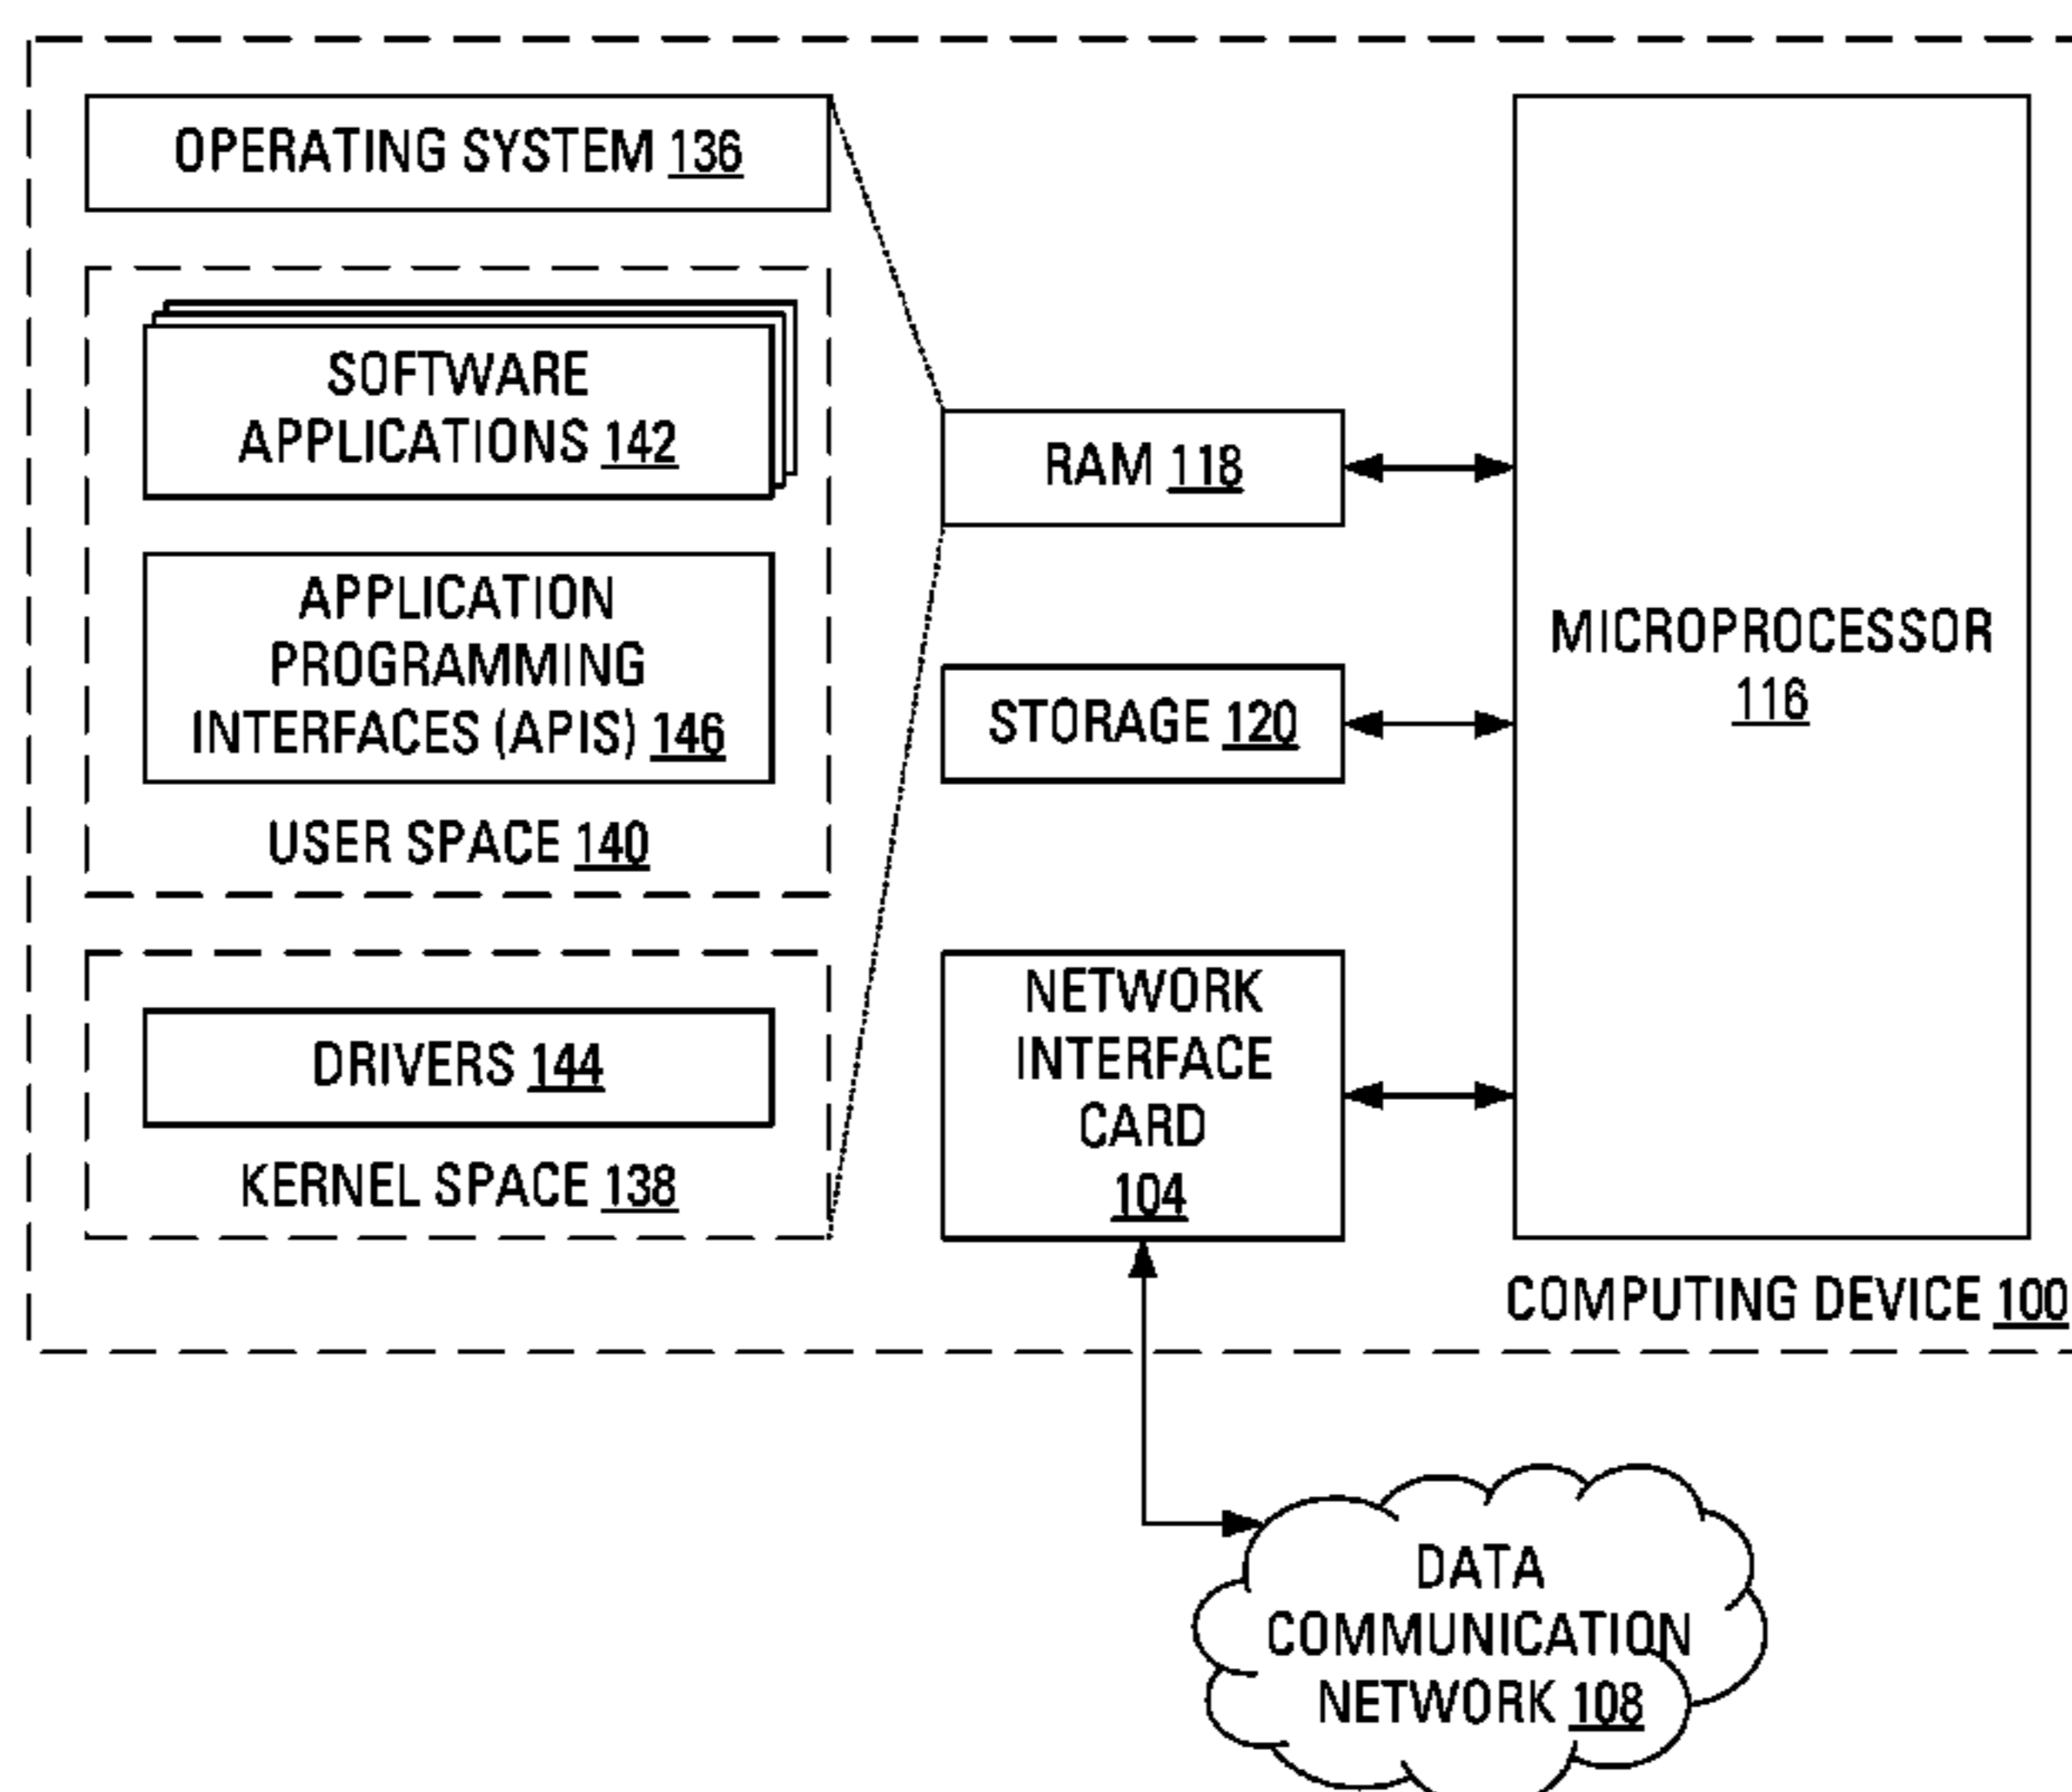 OPERATING SYSTEM 136
SOFTWARE
APPLICATIONS 142
APPLICATION
PROGRAMMING
INTERFACES (APIS) 146
USER SPACE 140
DRIVERS 144
KERNEL SPACE 138
RAM 118
STORAGE 120
NETWORK
INTERFACE
CARD
104
MICROPROCESSOR
116
COMPUTING DEVICE 100
DATA
COMMUNICATION
NETWORK 108